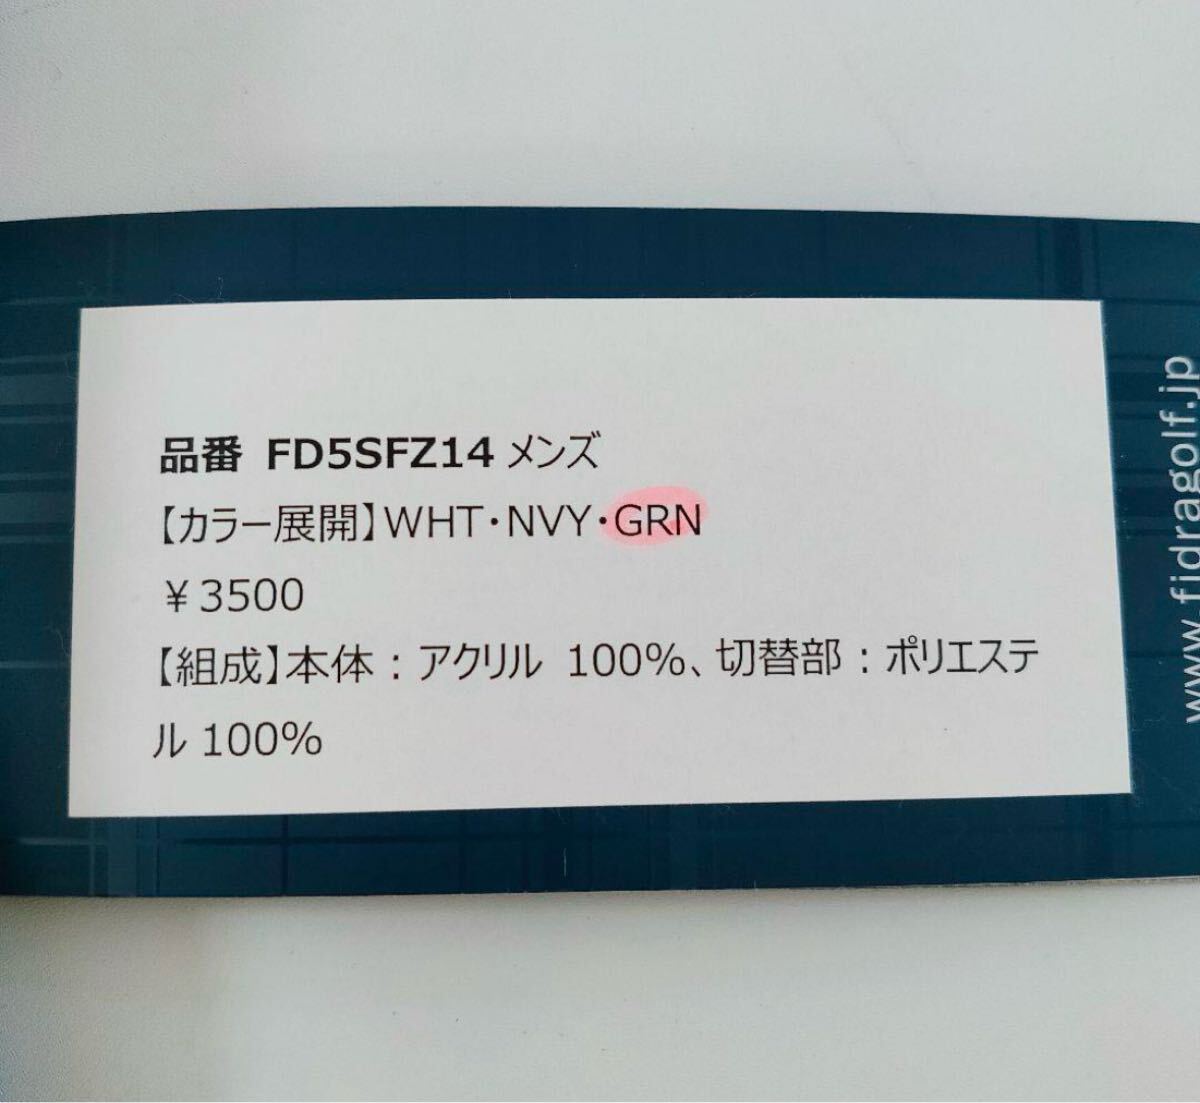 品番 FD5SFZ14 メンズ
【カラー展開】WHT・NVY・GRN
￥3500
【組成】本体：アクリル 100%、切替部：ポリエステ
ル 100%
www.fidragolf.jp